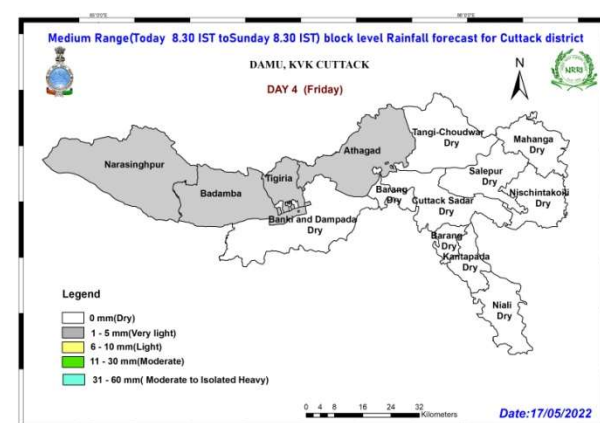 Medium Range(Today 8.30 IST toSunday 8.30 IST) block level Rainfall forecast for Cuttack district
DAMU, KVK CUTTACK
DAY 4 (Friday)
N
NRRI
Tangi-Choudwar
Dry
Mahanga
Dry
Athagad
Narasinghpur
Salepur
Dry
Tigiria
Badamba
Nischintakoili
Dry
Barang
Dry
Cuttack Sadar
Dry
Banki and Dampada
Dry
Barang
Dry
Kantapada
Dry
Niali
Dry
Legend
0 mm(Dry)
1 - 5 mm(Very light)
6 - 10 mm(Light)
11 - 30 mm(Moderate)
31 - 60 mm( Moderate to Isolated Heavy)
0 4 8 16 24 32
Kilometers
Date:17/05/2022